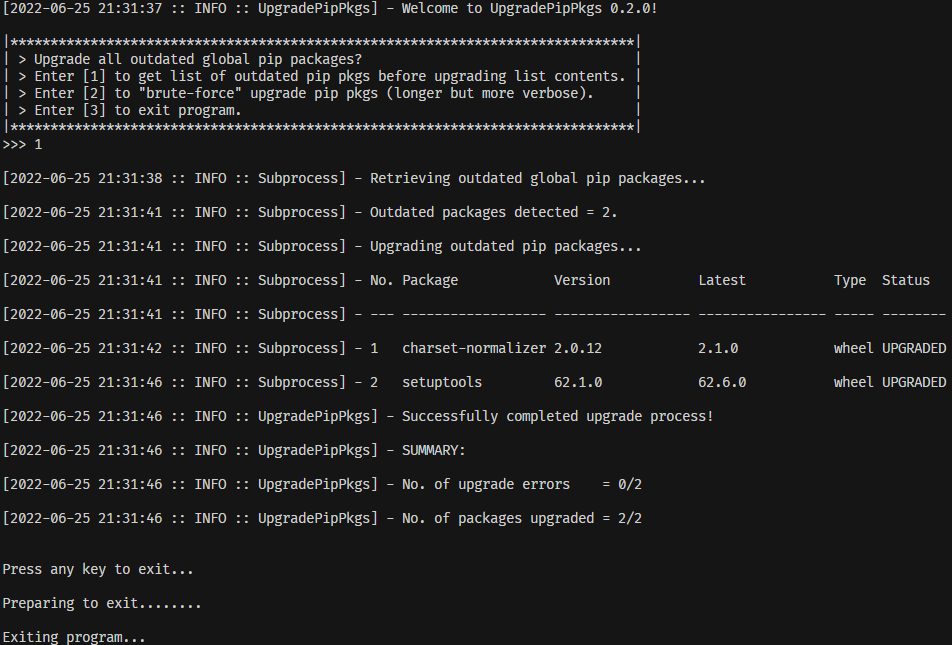 [2022-06-25 21:31:37 :: INFO :: UpgradePipPkgs] - Welcome to UpgradePipPkgs 0.2.0!
|******************************************************************************|
| > Upgrade all outdated global pip packages?                                  |
| > Enter [1] to get list of outdated pip pkgs before upgrading list contents. |
| > Enter [2] to "brute-force" upgrade pip pkgs (longer but more verbose).     |
| > Enter [3] to exit program.                                                 |
|******************************************************************************|
>>> 1
[2022-06-25 21:31:38 :: INFO :: Subprocess] - Retrieving outdated global pip packages...
[2022-06-25 21:31:41 :: INFO :: Subprocess] - Outdated packages detected = 2.
[2022-06-25 21:31:41 :: INFO :: Subprocess] - Upgrading outdated pip packages...
[2022-06-25 21:31:41 :: INFO :: Subprocess] - No. Package            Version           Latest           Type  Status
[2022-06-25 21:31:41 :: INFO :: Subprocess] - --- ------------------ ----------------- ---------------- ----- --------
[2022-06-25 21:31:42 :: INFO :: Subprocess] - 1   charset-normalizer 2.0.12            2.1.0            wheel UPGRADED
[2022-06-25 21:31:46 :: INFO :: Subprocess] - 2   setuptools         62.1.0            62.6.0           wheel UPGRADED
[2022-06-25 21:31:46 :: INFO :: UpgradePipPkgs] - Successfully completed upgrade process!
[2022-06-25 21:31:46 :: INFO :: UpgradePipPkgs] - SUMMARY:
[2022-06-25 21:31:46 :: INFO :: UpgradePipPkgs] - No. of upgrade errors    = 0/2
[2022-06-25 21:31:46 :: INFO :: UpgradePipPkgs] - No. of packages upgraded = 2/2
Press any key to exit...
Preparing to exit........
Exiting program...